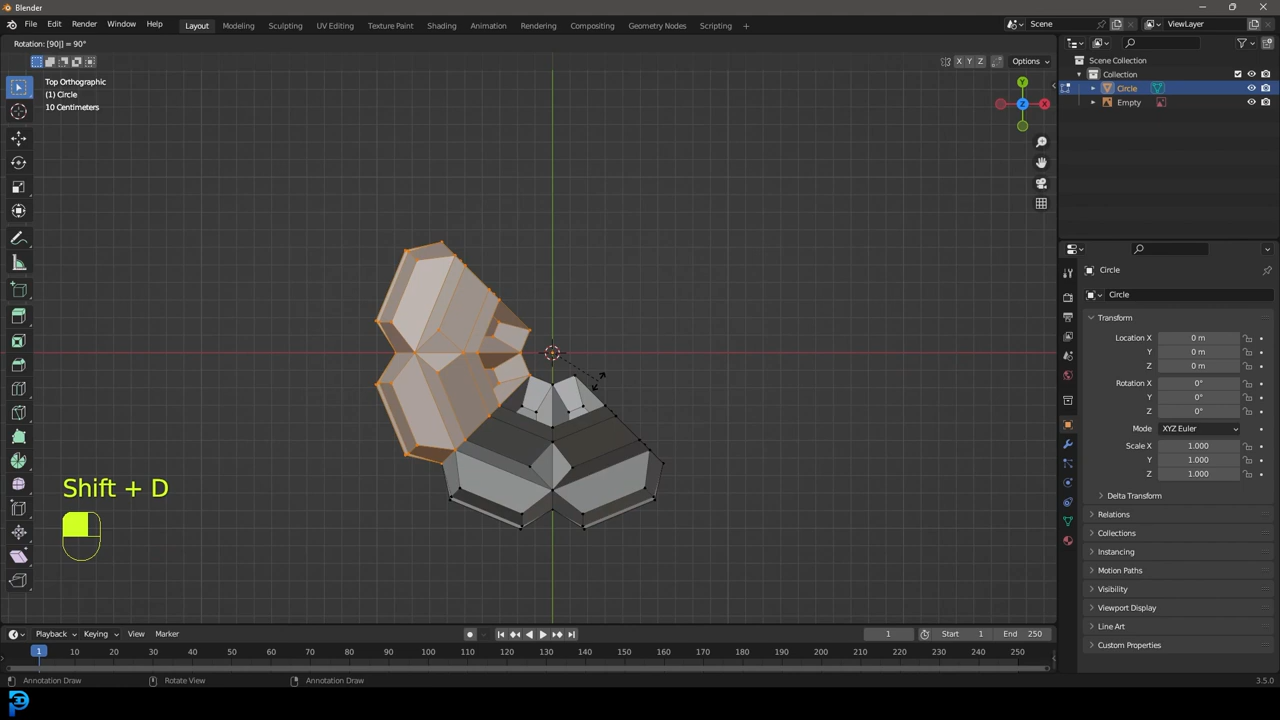 Blender
File Edit Render Window Help
Layout Modeling Sculpting UV Editing Texture Paint Shading Animation Rendering Compositing Geometry Nodes Scripting +
Scene
ViewLayer
Rotation: [90|] = 90°
X Y Z
Options
Top Orthographic
(1) Circle
10 Centimeters
Y
Z
X
Shift + D
Scene Collection
Collection
Circle
Empty
Circle
Circle
Transform
Location X 0 m
Y 0 m
Z 0 m
Rotation X 0°
Y 0°
Z 0°
Mode XYZ Euler
Scale X 1.000
Y 1.000
Z 1.000
Delta Transform
Relations
Collections
Instancing
Motion Paths
Visibility
Viewport Display
Line Art
Custom Properties
Playback Keying View Marker
1 Start 1 End 250
1 10 20 30 40 50 60 70 80 90 100 110 120 130 140 150 160 170 180 190 200 210 220 230 240 250
Annotation Draw Rotate View Annotation Draw
3.5.0